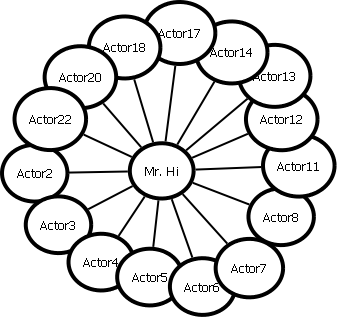 Actor17
Actor18
Actor14
Actor20
Actor13
Actor22
Actor12
Mr. Hi
Actor11
Actor2
Actor8
Actor3
Actor4
Actor7
Actor5
Actor6